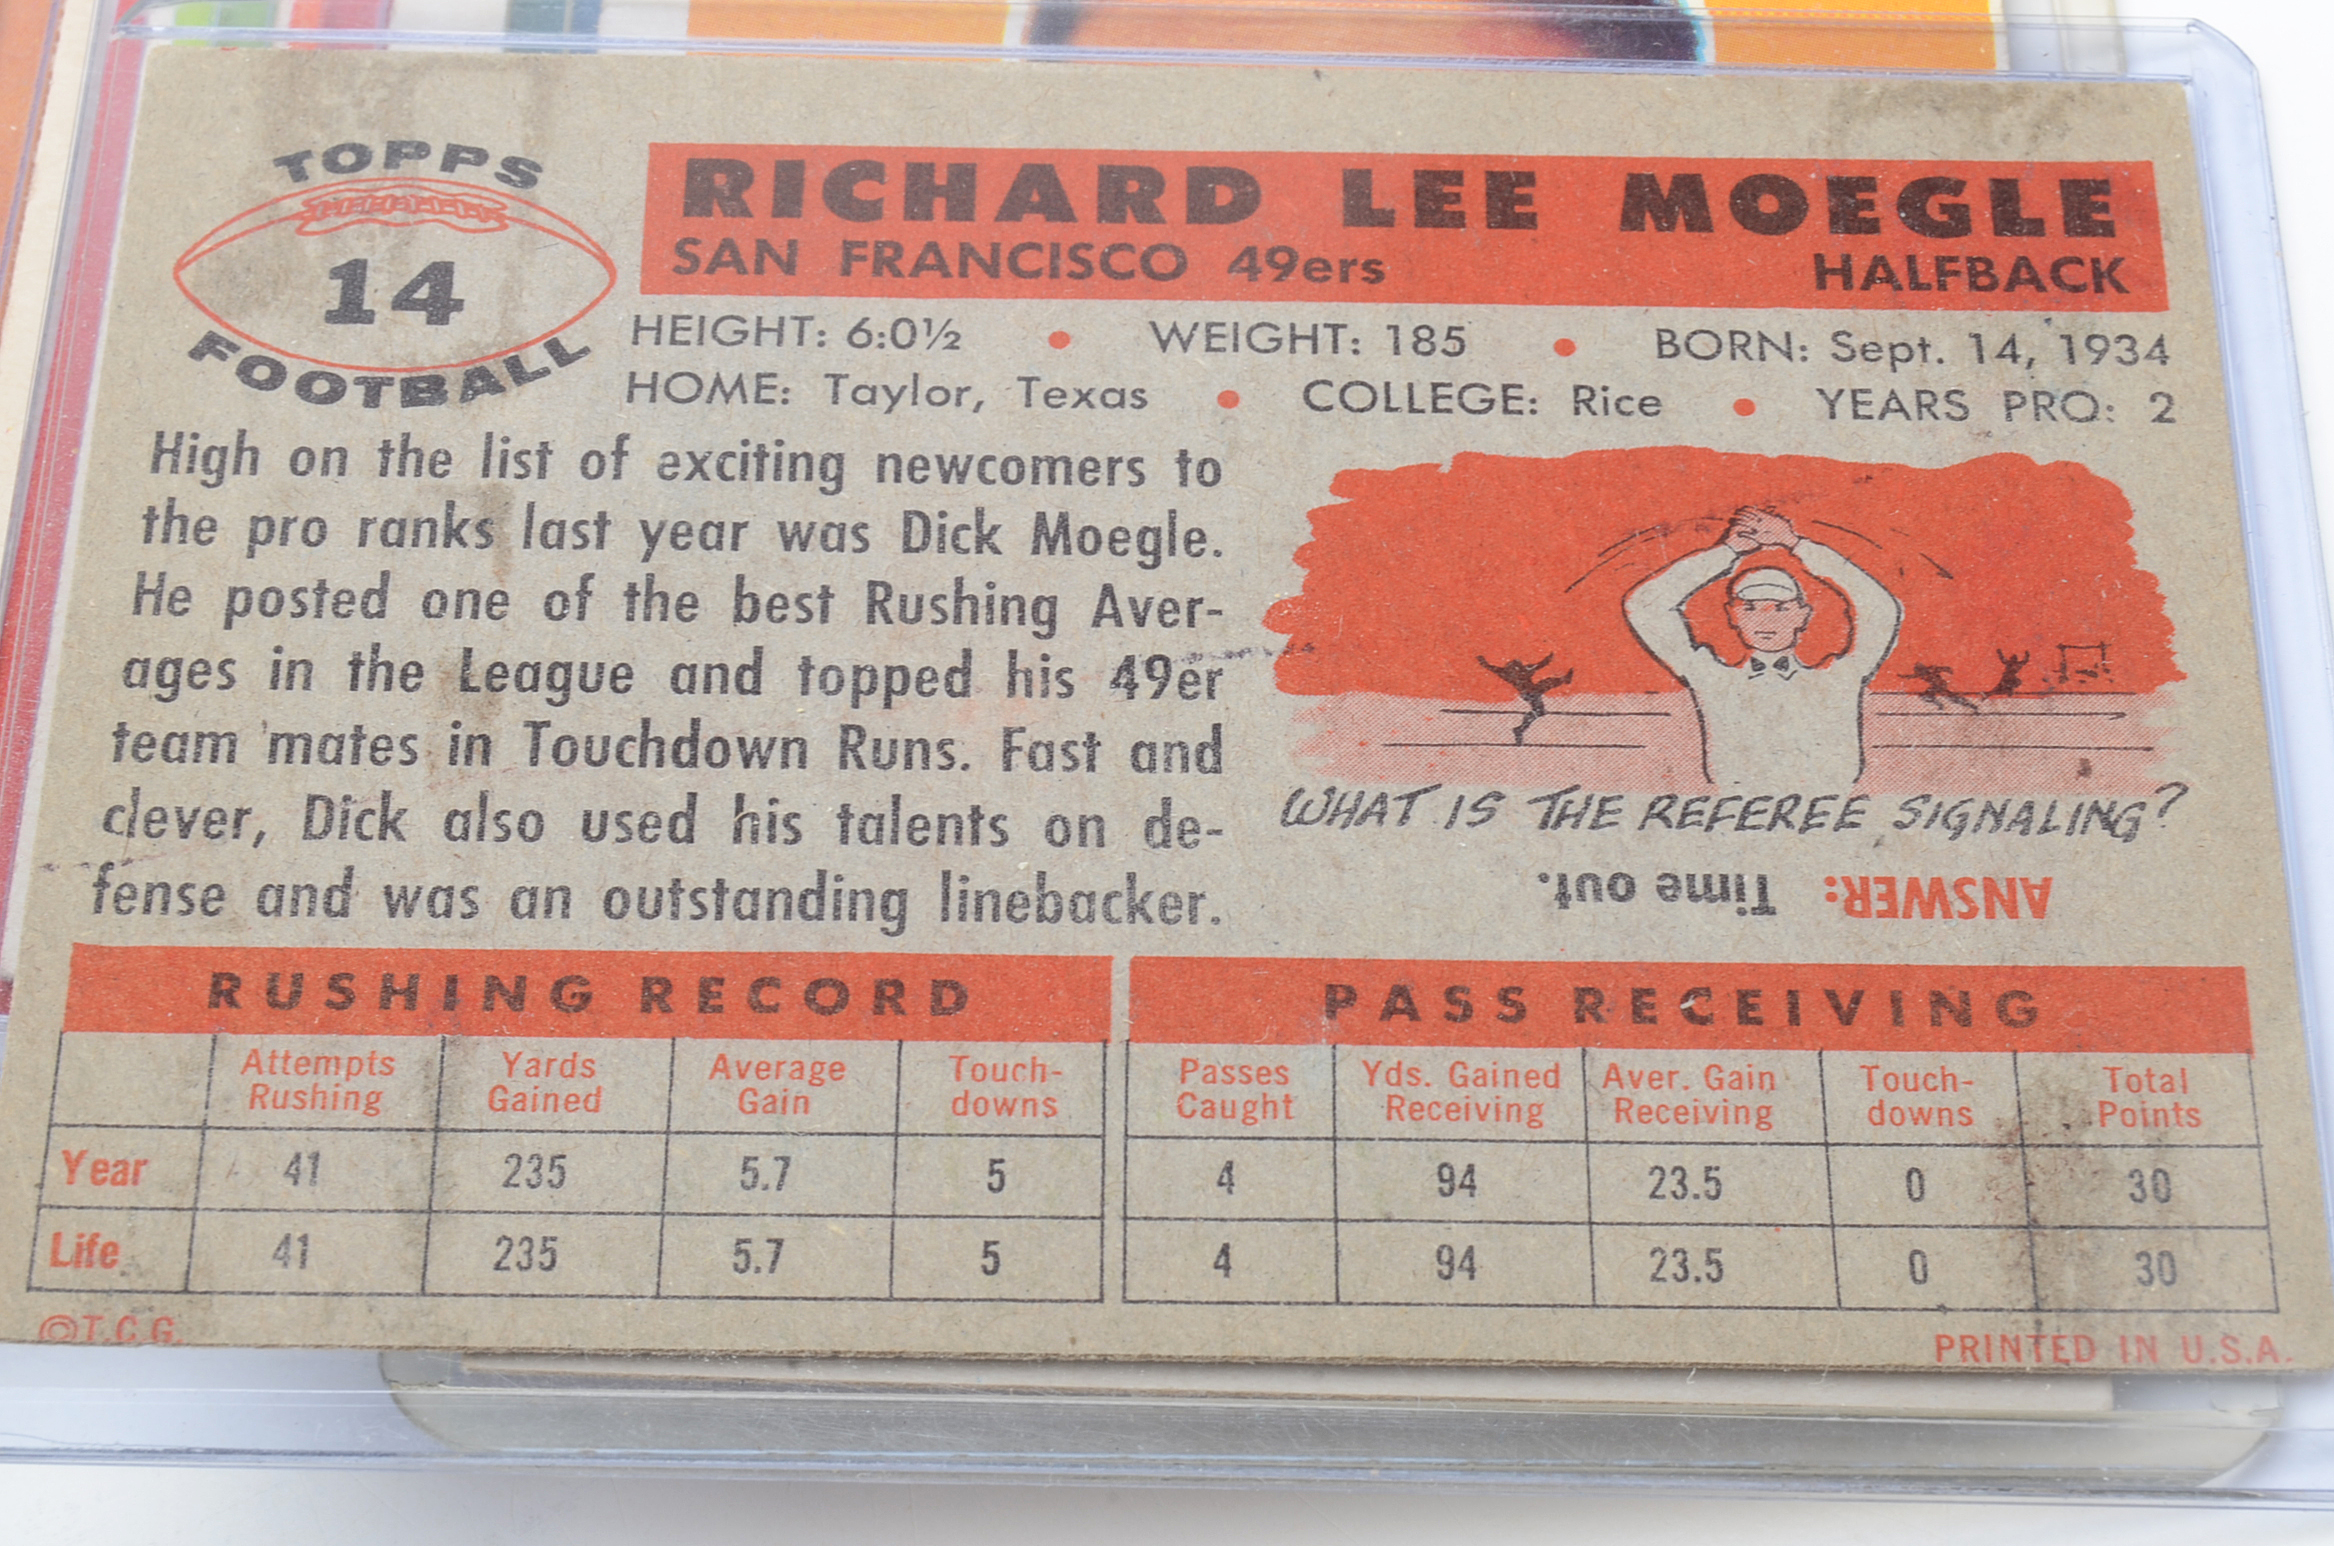 TOPPS
14
FOOTBALL
RICHARD LEE MOEGLE
SAN FRANCISCO 49ers HALFBACK
HEIGHT: 6:0½ • WEIGHT: 185 • BORN: Sept. 14, 1934
HOME: Taylor, Texas • COLLEGE: Rice • YEARS PRO: 2
High on the list of exciting newcomers to
the pro ranks last year was Dick Moegle.
He posted one of the best Rushing Aver-
ages in the League and topped his 49er
team mates in Touchdown Runs. Fast and
clever, Dick also used his talents on de-
fense and was an outstanding linebacker.
WHAT IS THE REFEREE SIGNALING?
ANSWER: Time out.
RUSHING RECORD
Attempts Rushing Yards Gained Average Gain Touch-downs
Year 41 235 5.7 5
Life 41 235 5.7 5
PASS RECEIVING
Passes Caught Yds. Gained Receiving Aver. Gain Receiving Touch-downs Total Points
4 94 23.5 0 30
4 94 23.5 0 30
©T.C.G. PRINTED IN U.S.A.